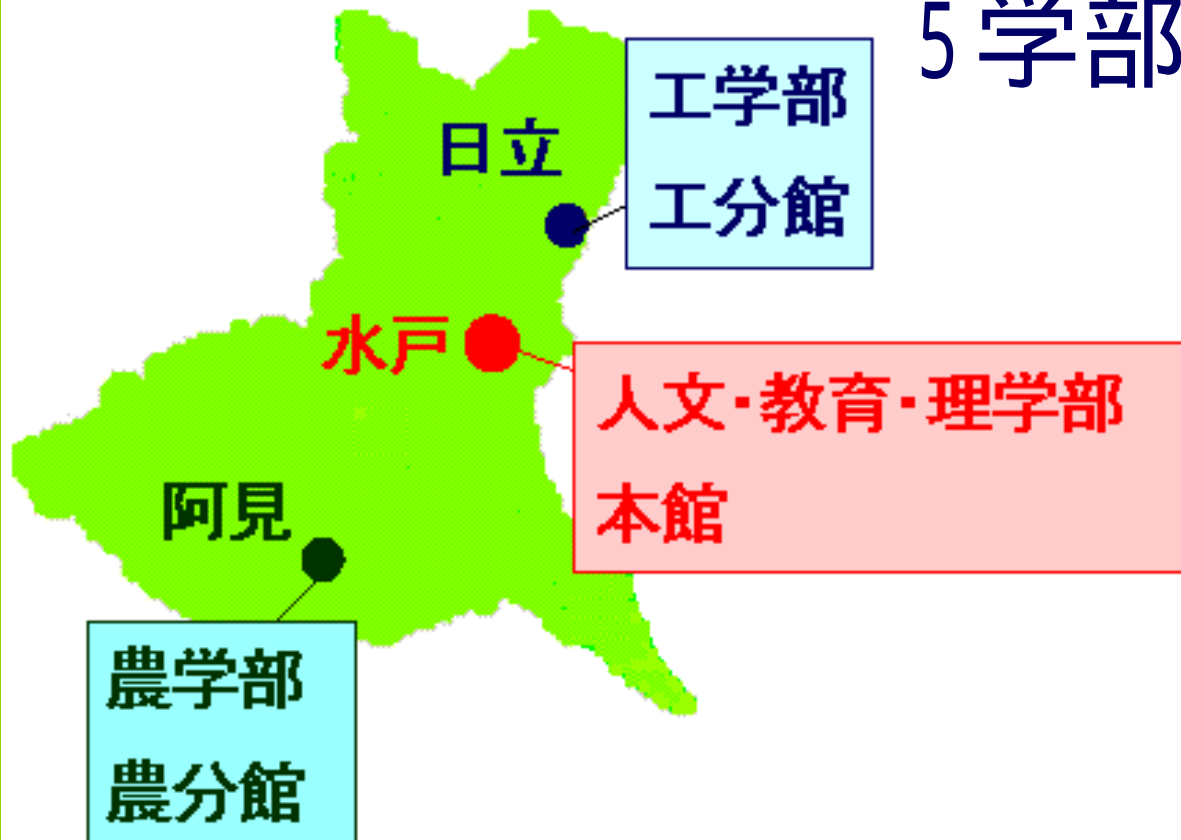 5学部
工学部
工分館
日立
水戸
人文・教育・理学部
本館
阿見
農学部
農分館